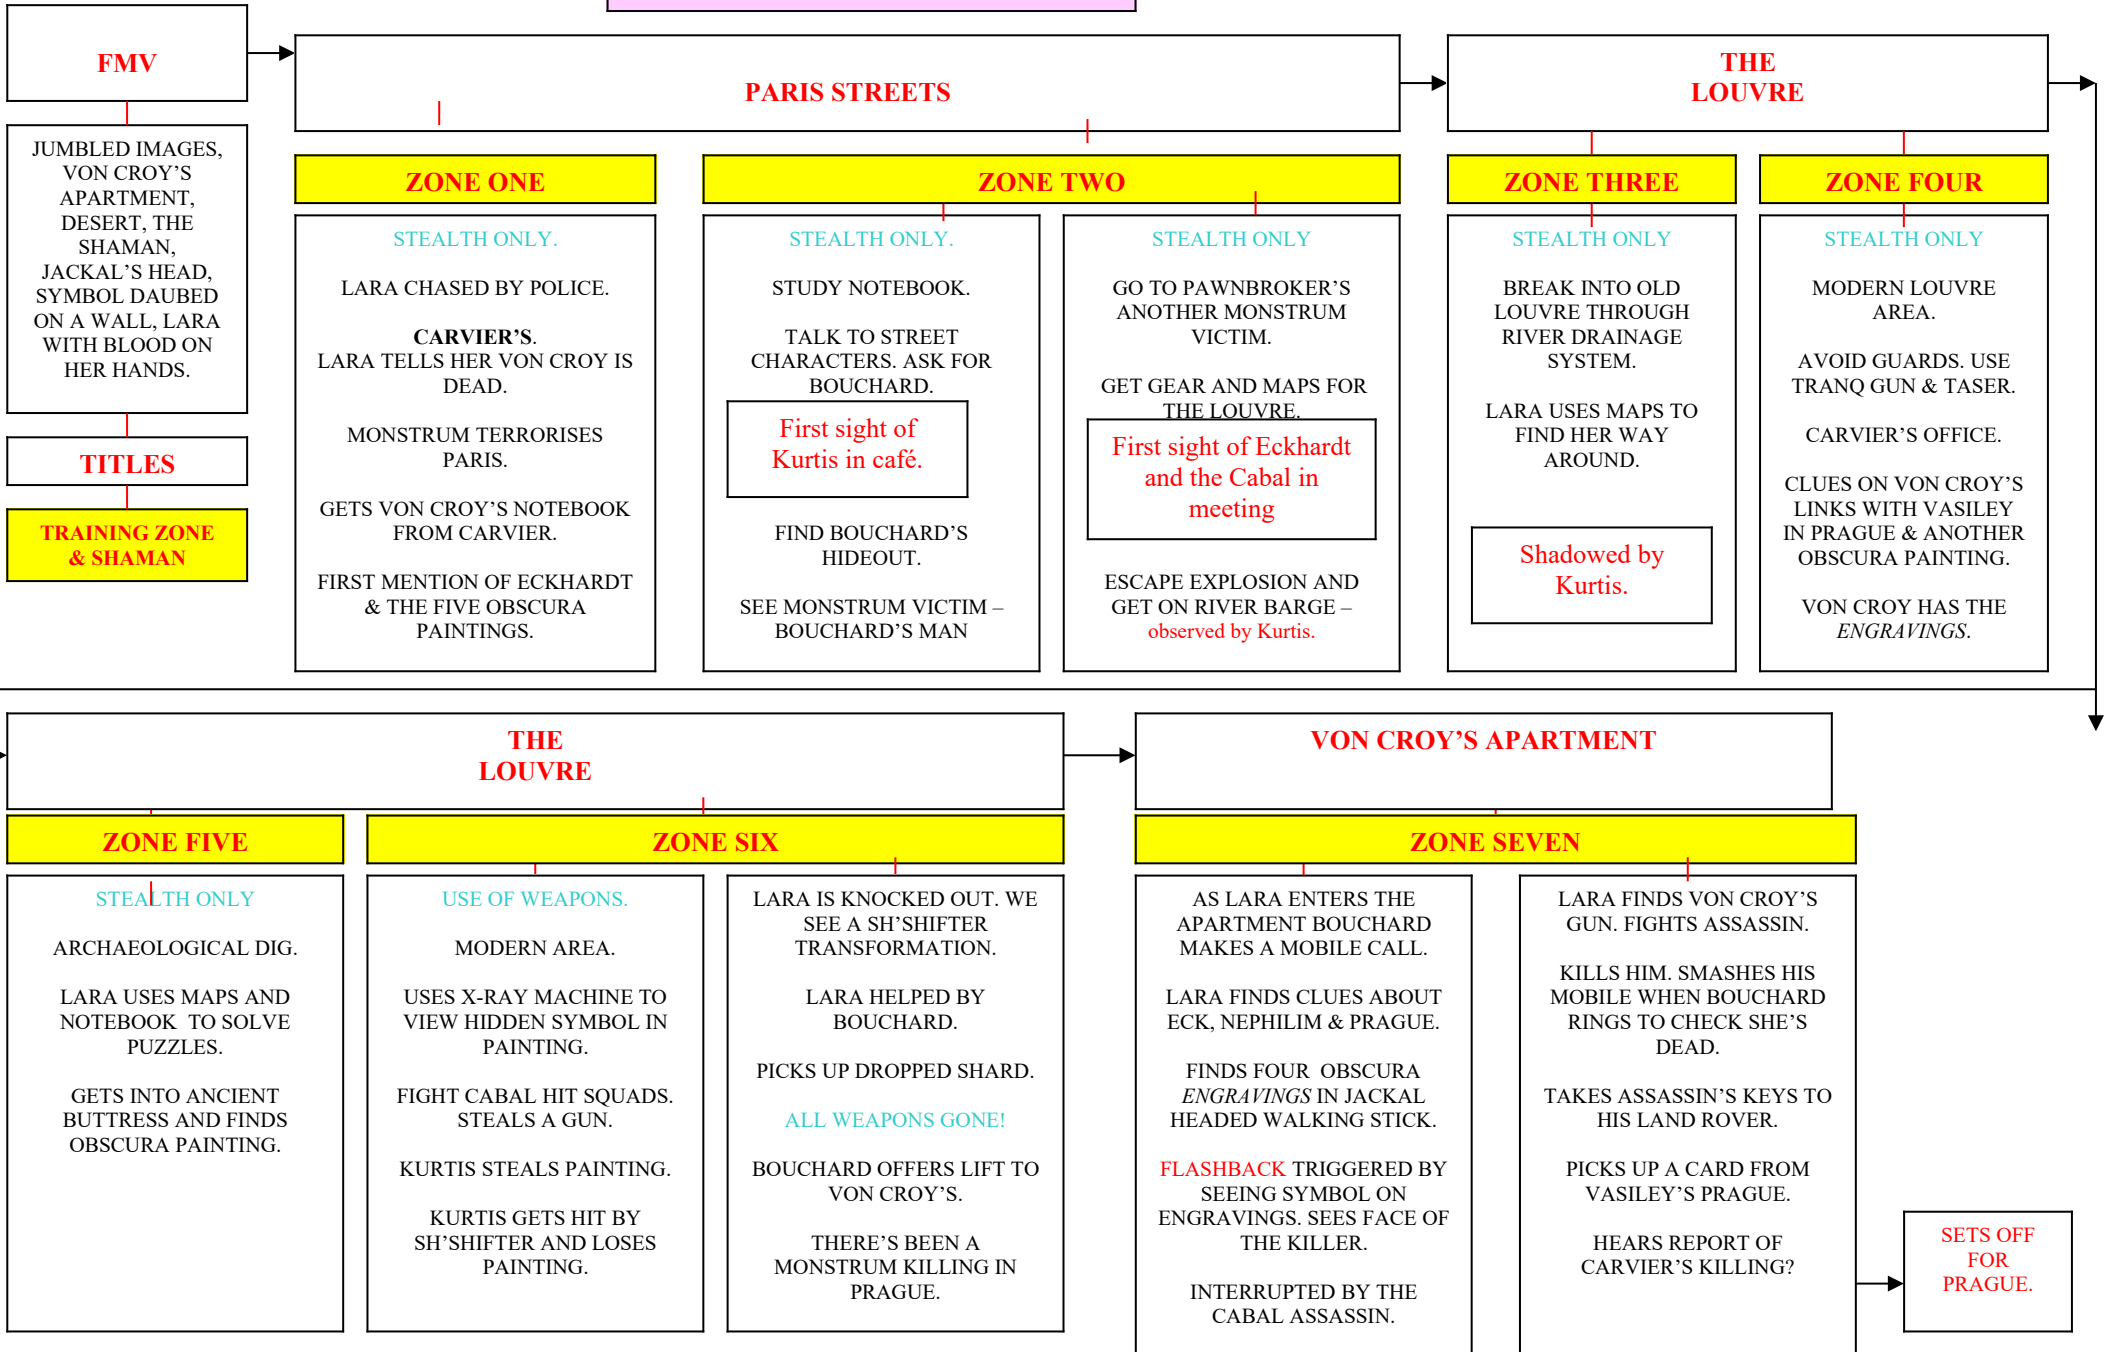 FMV
JUMBLED IMAGES,
VON CROY'S
APARTMENT,
DESERT, THE
SHAMAN,
JACKAL'S HEAD,
SYMBOL DAUBED
ON A WALL, LARA
WITH BLOOD ON
HER HANDS.
TITLES
TRAINING ZONE
& SHAMAN
PARIS STREETS
ZONE ONE
STEALTH ONLY.
LARA CHASED BY POLICE.
CARVIER'S.
LARA TELLS HER VON CROY IS
DEAD.
MONSTRUM TERRORISES
PARIS.
GETS VON CROY'S NOTEBOOK
FROM CARVIER.
FIRST MENTION OF ECKHARDT
& THE FIVE OBSCURA
PAINTINGS.
ZONE TWO
STEALTH ONLY.
STUDY NOTEBOOK.
TALK TO STREET
CHARACTERS. ASK FOR
BOUCHARD.
First sight of
Kurtis in café.
FIND BOUCHARD'S
HIDEOUT.
SEE MONSTRUM VICTIM –
BOUCHARD'S MAN
STEALTH ONLY
GO TO PAWNBROKER'S
ANOTHER MONSTRUM
VICTIM.
GET GEAR AND MAPS FOR
THE LOUVRE.
First sight of Eckhardt
and the Cabal in
meeting
ESCAPE EXPLOSION AND
GET ON RIVER BARGE –
observed by Kurtis.
THE
LOUVRE
ZONE THREE
STEALTH ONLY
BREAK INTO OLD
LOUVRE THROUGH
RIVER DRAINAGE
SYSTEM.
LARA USES MAPS TO
FIND HER WAY
AROUND.
Shadowed by
Kurtis.
ZONE FOUR
STEALTH ONLY
MODERN LOUVRE
AREA.
AVOID GUARDS. USE
TRANQ GUN & TASER.
CARVIER'S OFFICE.
CLUES ON VON CROY'S
LINKS WITH VASILEY
IN PRAGUE & ANOTHER
OBSCURA PAINTING.
VON CROY HAS THE
ENGRAVINGS.
THE
LOUVRE
ZONE FIVE
STEALTH ONLY
ARCHAEOLOGICAL DIG.
LARA USES MAPS AND
NOTEBOOK TO SOLVE
PUZZLES.
GETS INTO ANCIENT
BUTTRESS AND FINDS
OBSCURA PAINTING.
ZONE SIX
USE OF WEAPONS.
MODERN AREA.
USES X-RAY MACHINE TO
VIEW HIDDEN SYMBOL IN
PAINTING.
FIGHT CABAL HIT SQUADS.
STEALS A GUN.
KURTIS STEALS PAINTING.
KURTIS GETS HIT BY
SH'SHIFTER AND LOSES
PAINTING.
LARA IS KNOCKED OUT. WE
SEE A SH'SHIFTER
TRANSFORMATION.
LARA HELPED BY
BOUCHARD.
PICKS UP DROPPED SHARD.
ALL WEAPONS GONE!
BOUCHARD OFFERS LIFT TO
VON CROY'S.
THERE'S BEEN A
MONSTRUM KILLING IN
PRAGUE.
VON CROY'S APARTMENT
ZONE SEVEN
AS LARA ENTERS THE
APARTMENT BOUCHARD
MAKES A MOBILE CALL.
LARA FINDS CLUES ABOUT
ECK, NEPHILIM & PRAGUE.
FINDS FOUR OBSCURA
ENGRAVINGS IN JACKAL
HEADED WALKING STICK.
FLASHBACK TRIGGERED BY
SEEING SYMBOL ON
ENGRAVINGS. SEES FACE OF
THE KILLER.
INTERRUPTED BY THE
CABAL ASSASSIN.
LARA FINDS VON CROY'S
GUN. FIGHTS ASSASSIN.
KILLS HIM. SMASHES HIS
MOBILE WHEN BOUCHARD
RINGS TO CHECK SHE'S
DEAD.
TAKES ASSASSIN'S KEYS TO
HIS LAND ROVER.
PICKS UP A CARD FROM
VASILEY'S PRAGUE.
HEARS REPORT OF
CARVIER'S KILLING?
SETS OFF
FOR
PRAGUE.